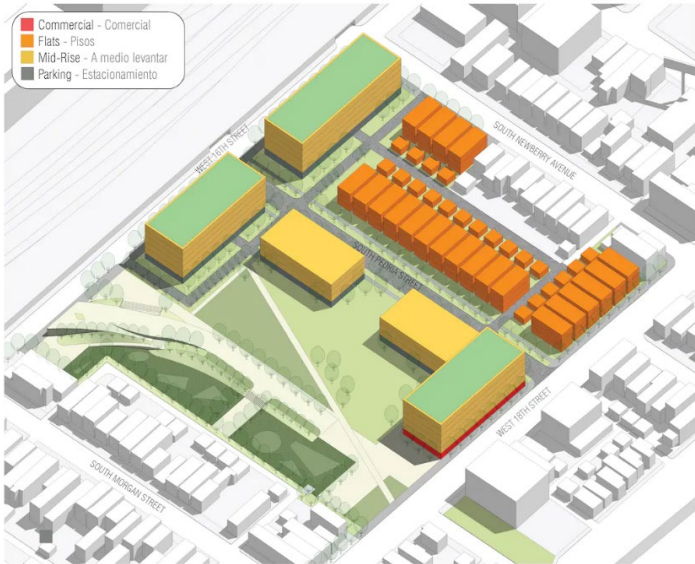 Commercial - Comercial
Flats - Pisos
Mid-Rise - A medio levantar
Parking - Estacionamiento
WEST 16TH STREET
SOUTH NEWBERRY AVENUE
SOUTH PEORIA STREET
WEST 18TH STREET
SOUTH MORGAN STREET